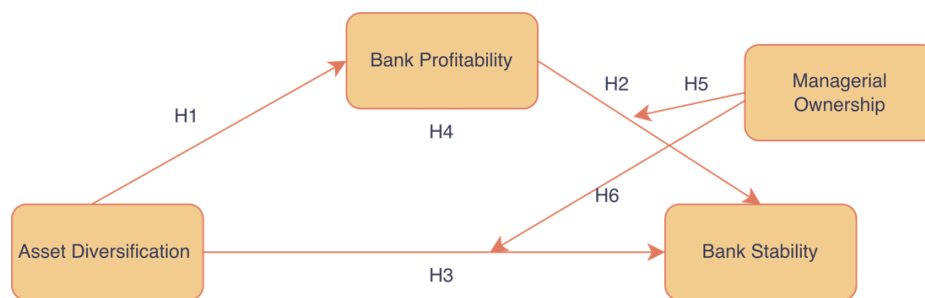 Bank Profitability
H2
H5
Managerial
Ownership
H1
H4
H6
Asset Diversification
Bank Stability
H3